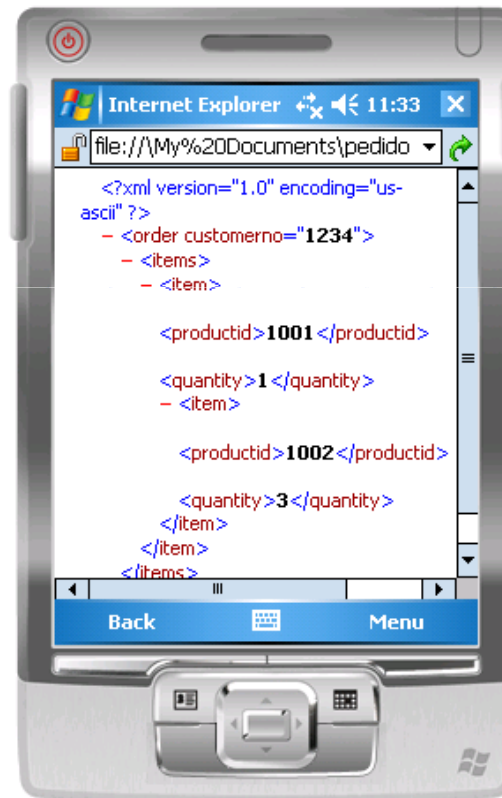 Internet Explorer 11:33
file://\My%20Documents\pedido
<?xml version="1.0" encoding="us-
ascii" ?>
− <order customerno="1234">
− <items>
− <item>
<productid>1001</productid>
<quantity>1</quantity>
− <item>
<productid>1002</productid>
<quantity>3</quantity>
</item>
</item>
</items>
Back Menu